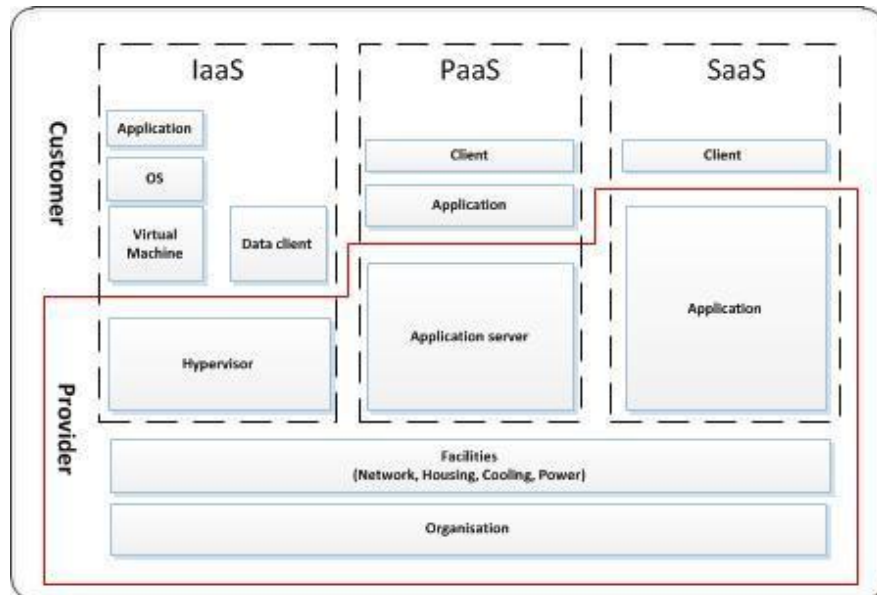 IaaS
PaaS
SaaS
Customer
Application
OS
Virtual
Machine
Data client
Client
Application
Client
Provider
Hypervisor
Application server
Application
Facilities
(Network, Housing, Cooling, Power)
Organisation